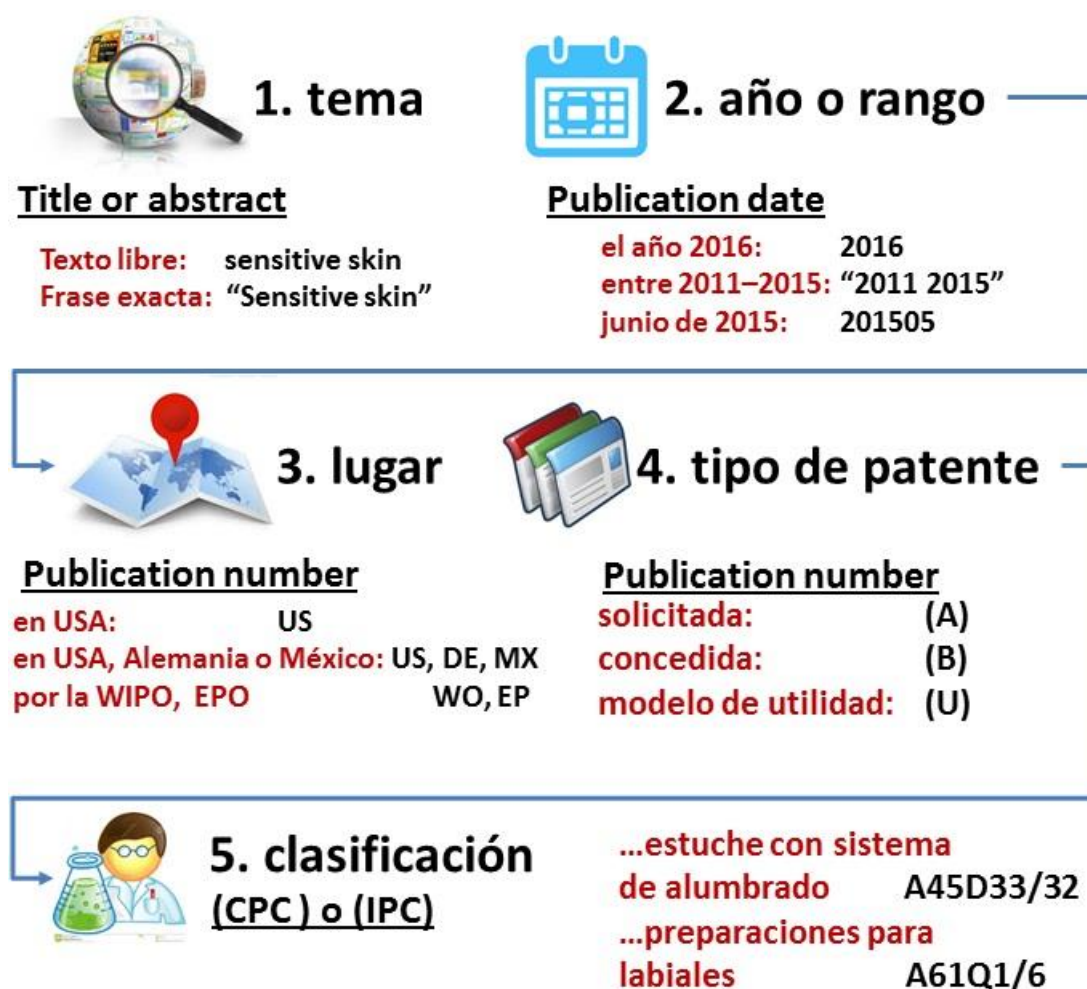 1. tema
Title or abstract
Texto libre: sensitive skin
Frase exacta: “Sensitive skin”
2. año o rango
Publication date
el año 2016: 2016
entre 2011–2015: “2011 2015”
junio de 2015: 201505
3. lugar
Publication number
en USA: US
en USA, Alemania o México: US, DE, MX
por la WIPO, EPO WO, EP
4. tipo de patente
Publication number
solicitada: (A)
concedida: (B)
modelo de utilidad: (U)
5. clasificación
(CPC ) o (IPC)
...estuche con sistema
de alumbrado A45D33/32
...preparaciones para
labiales A61Q1/6